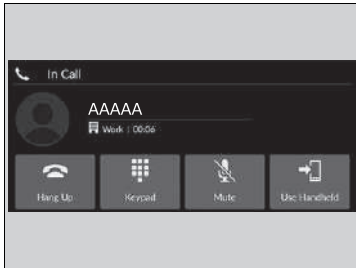 In Call
AAAAA
Work | 00:06
Hang Up
Keypad
Mute
Use Handheld